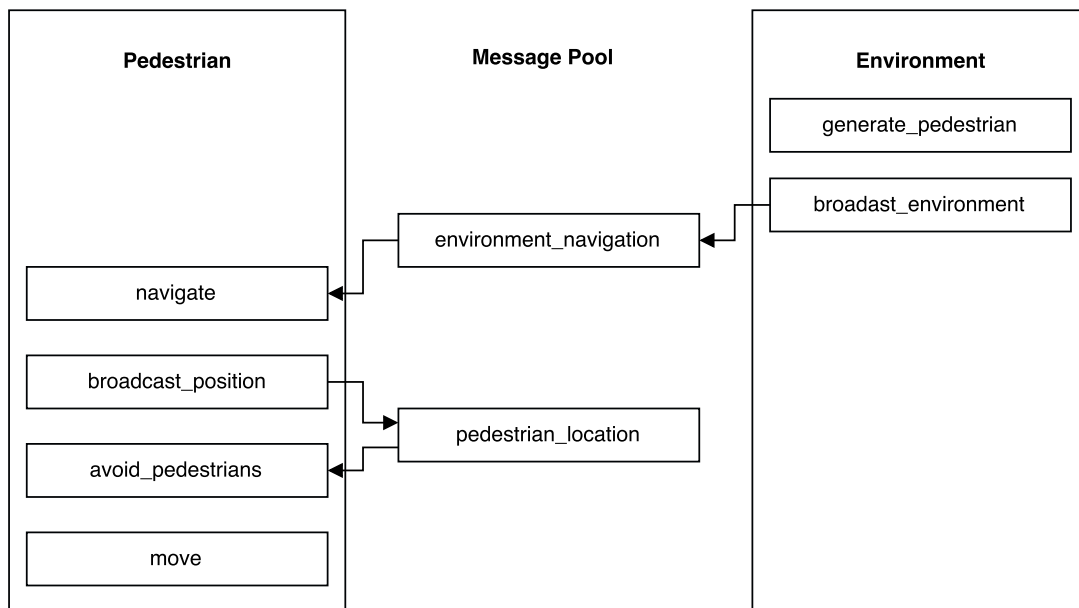 Pedestrian
Message Pool
Environment
generate_pedestrian
broadast_environment
environment_navigation
navigate
broadcast_position
pedestrian_location
avoid_pedestrians
move